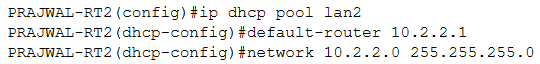 PRAJWAL-RT2(config)#ip dhcp pool lan2
PRAJWAL-RT2(dhcp-config)#default-router 10.2.2.1
PRAJWAL-RT2(dhcp-config)#network 10.2.2.0 255.255.255.0